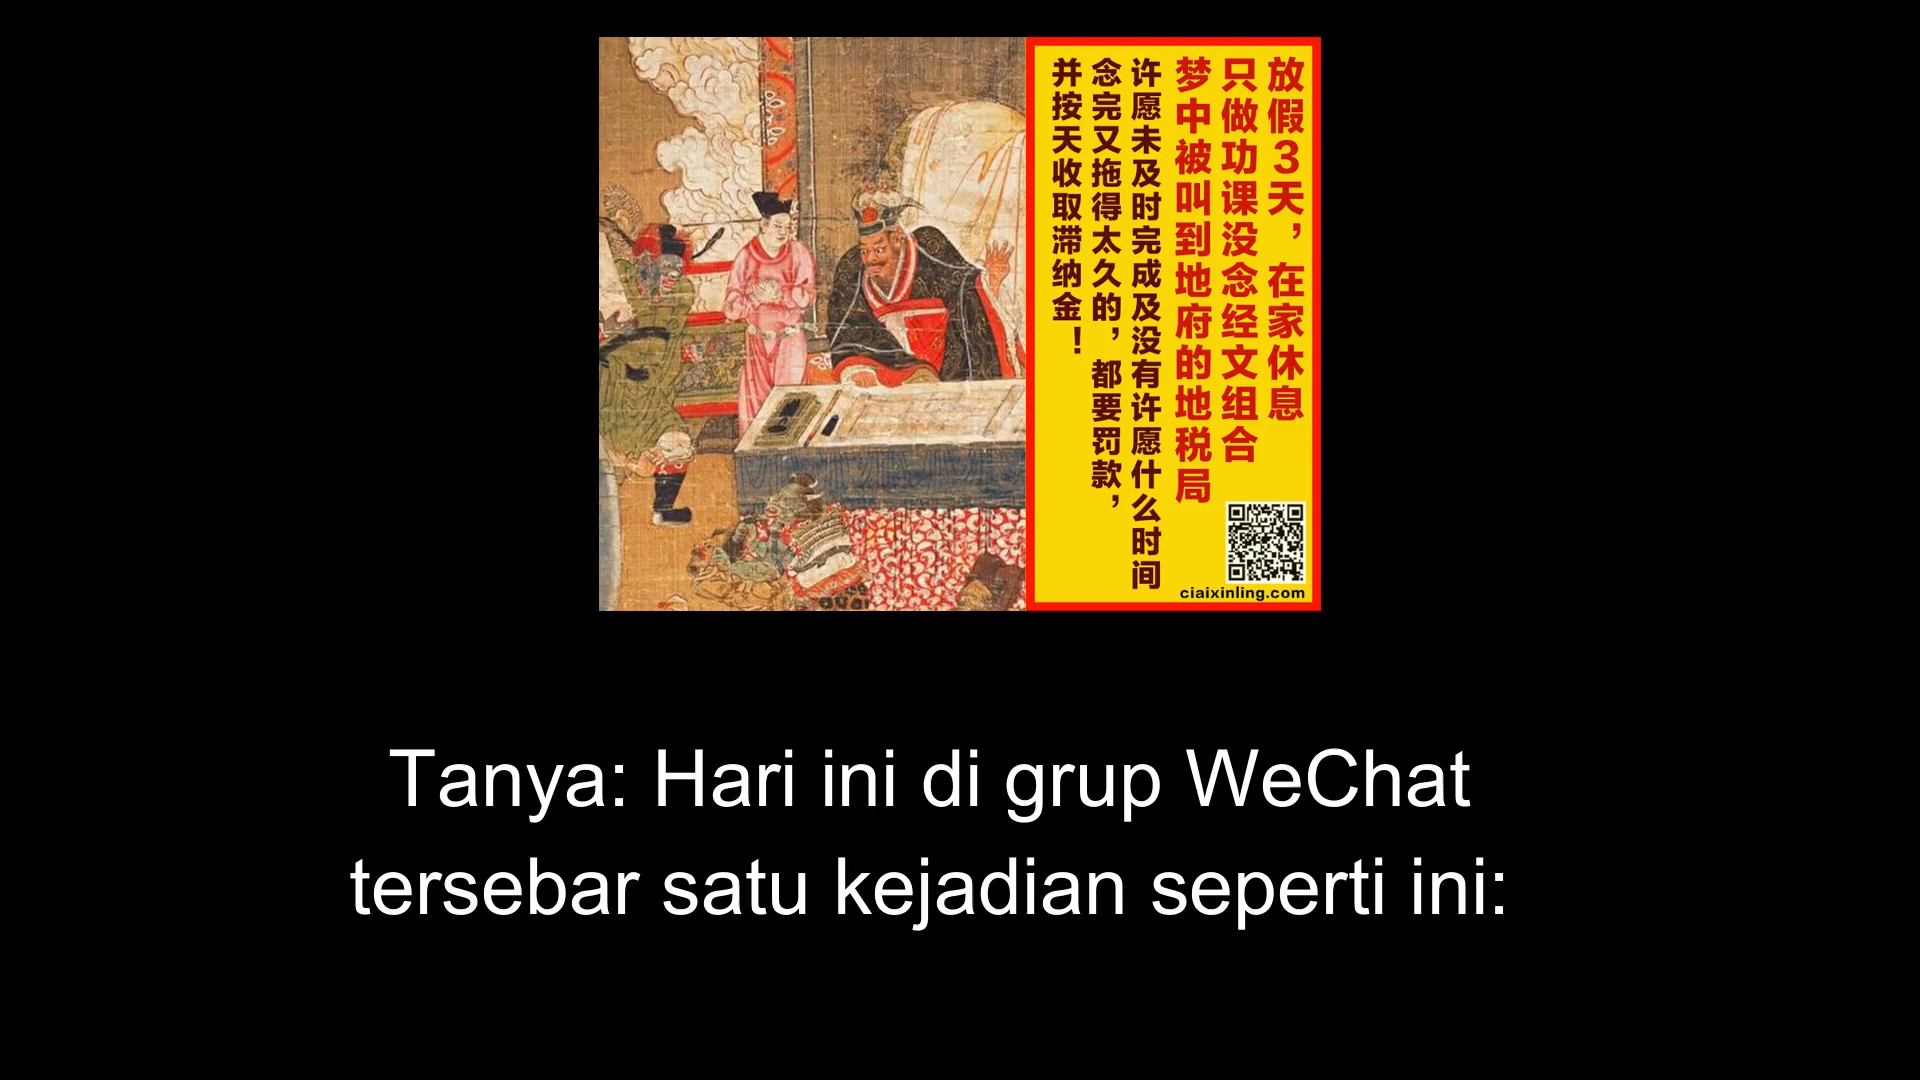 放假3天，在家休息
只做功课没念经文组合
梦中被叫到地府的地税局
许愿未及时完成及没有许愿什么时间
念完又拖得太久的，都要罚款，
并按天收取滞纳金！
ciaixinling.com
Tanya: Hari ini di grup WeChat
tersebar satu kejadian seperti ini: